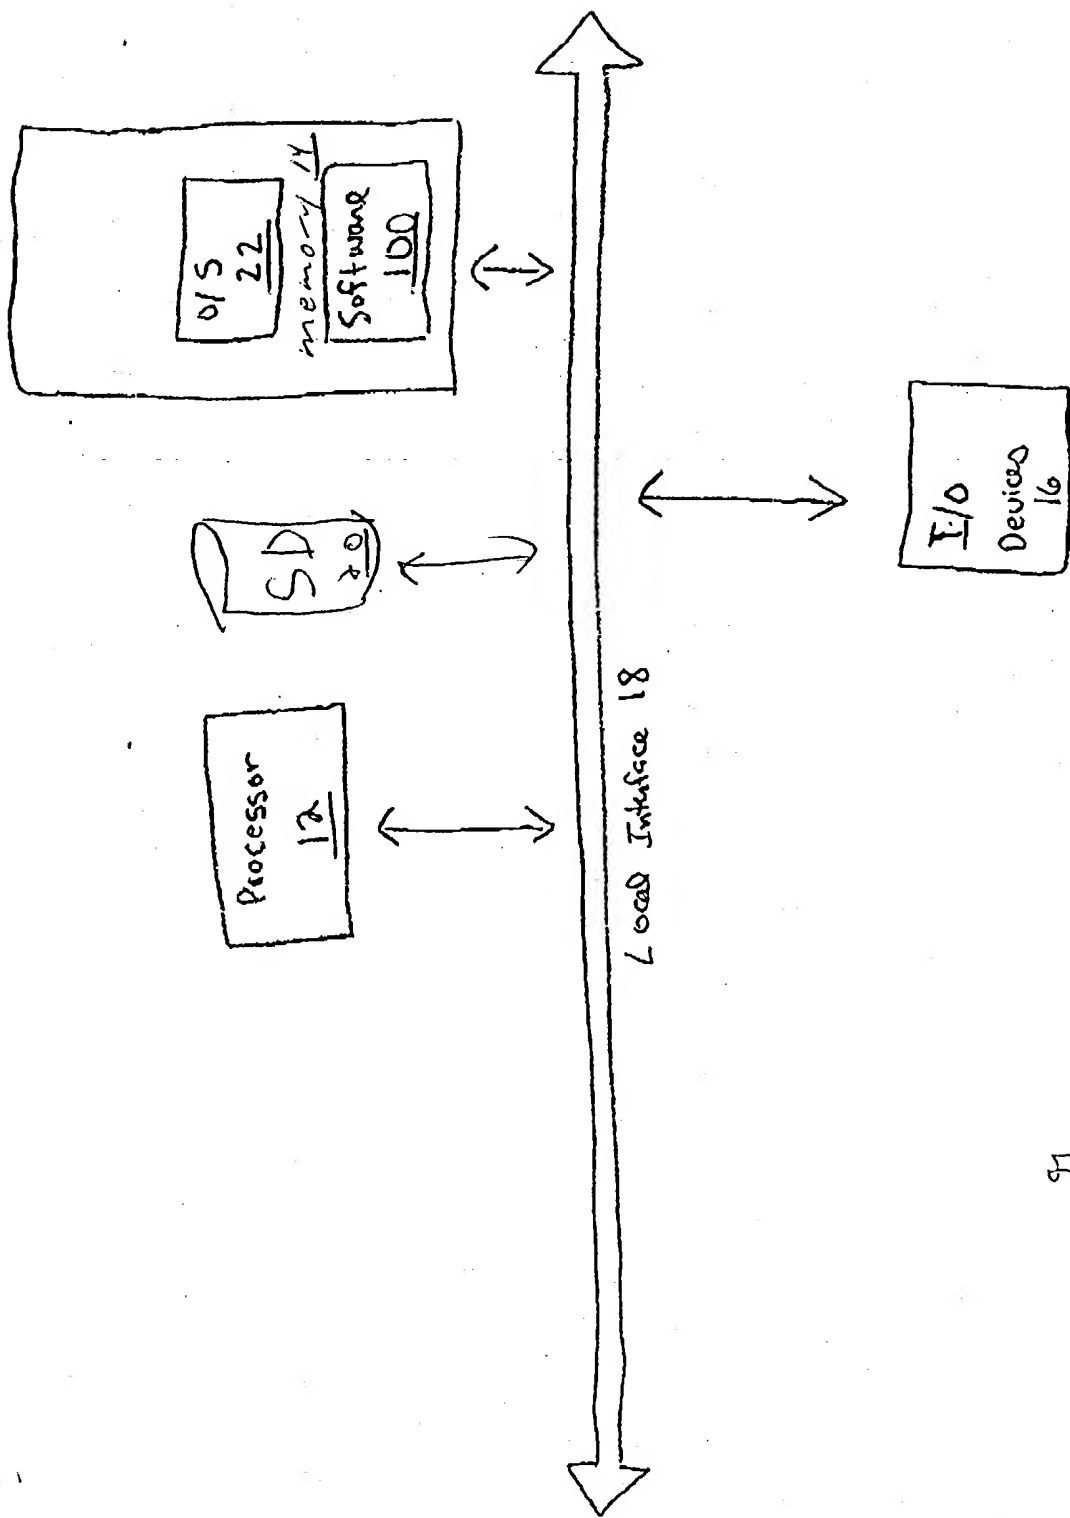 Processor
12
SD
20
O/S
22
memory 14
Software
100
Local Interface 18
I/O
Devices
16